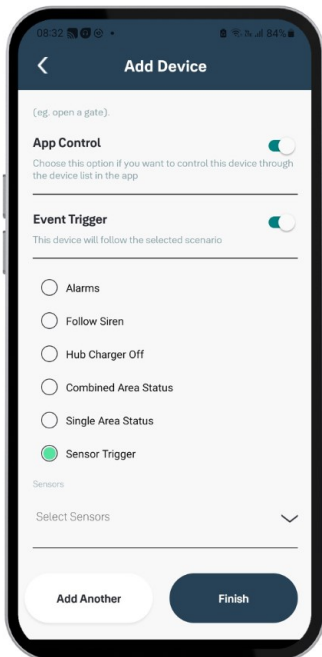 08:32 84%
Add Device
(eg. open a gate).
App Control
Choose this option if you want to control this device through
the device list in the app
Event Trigger
This device will follow the selected scenario
Alarms
Follow Siren
Hub Charger Off
Combined Area Status
Single Area Status
Sensor Trigger
Sensors
Select Sensors
Add Another Finish